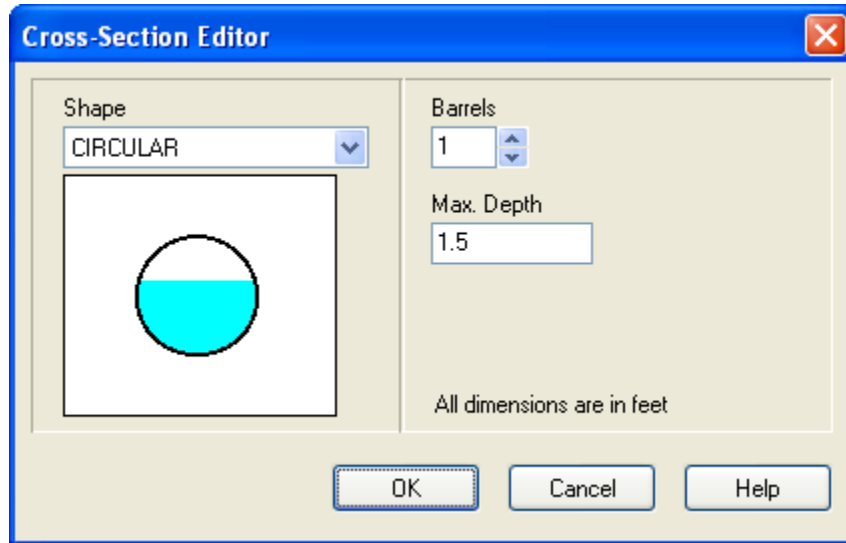 Cross-Section Editor
Shape
CIRCULAR
Barrels
1
Max. Depth
1.5
All dimensions are in feet
OK
Cancel
Help